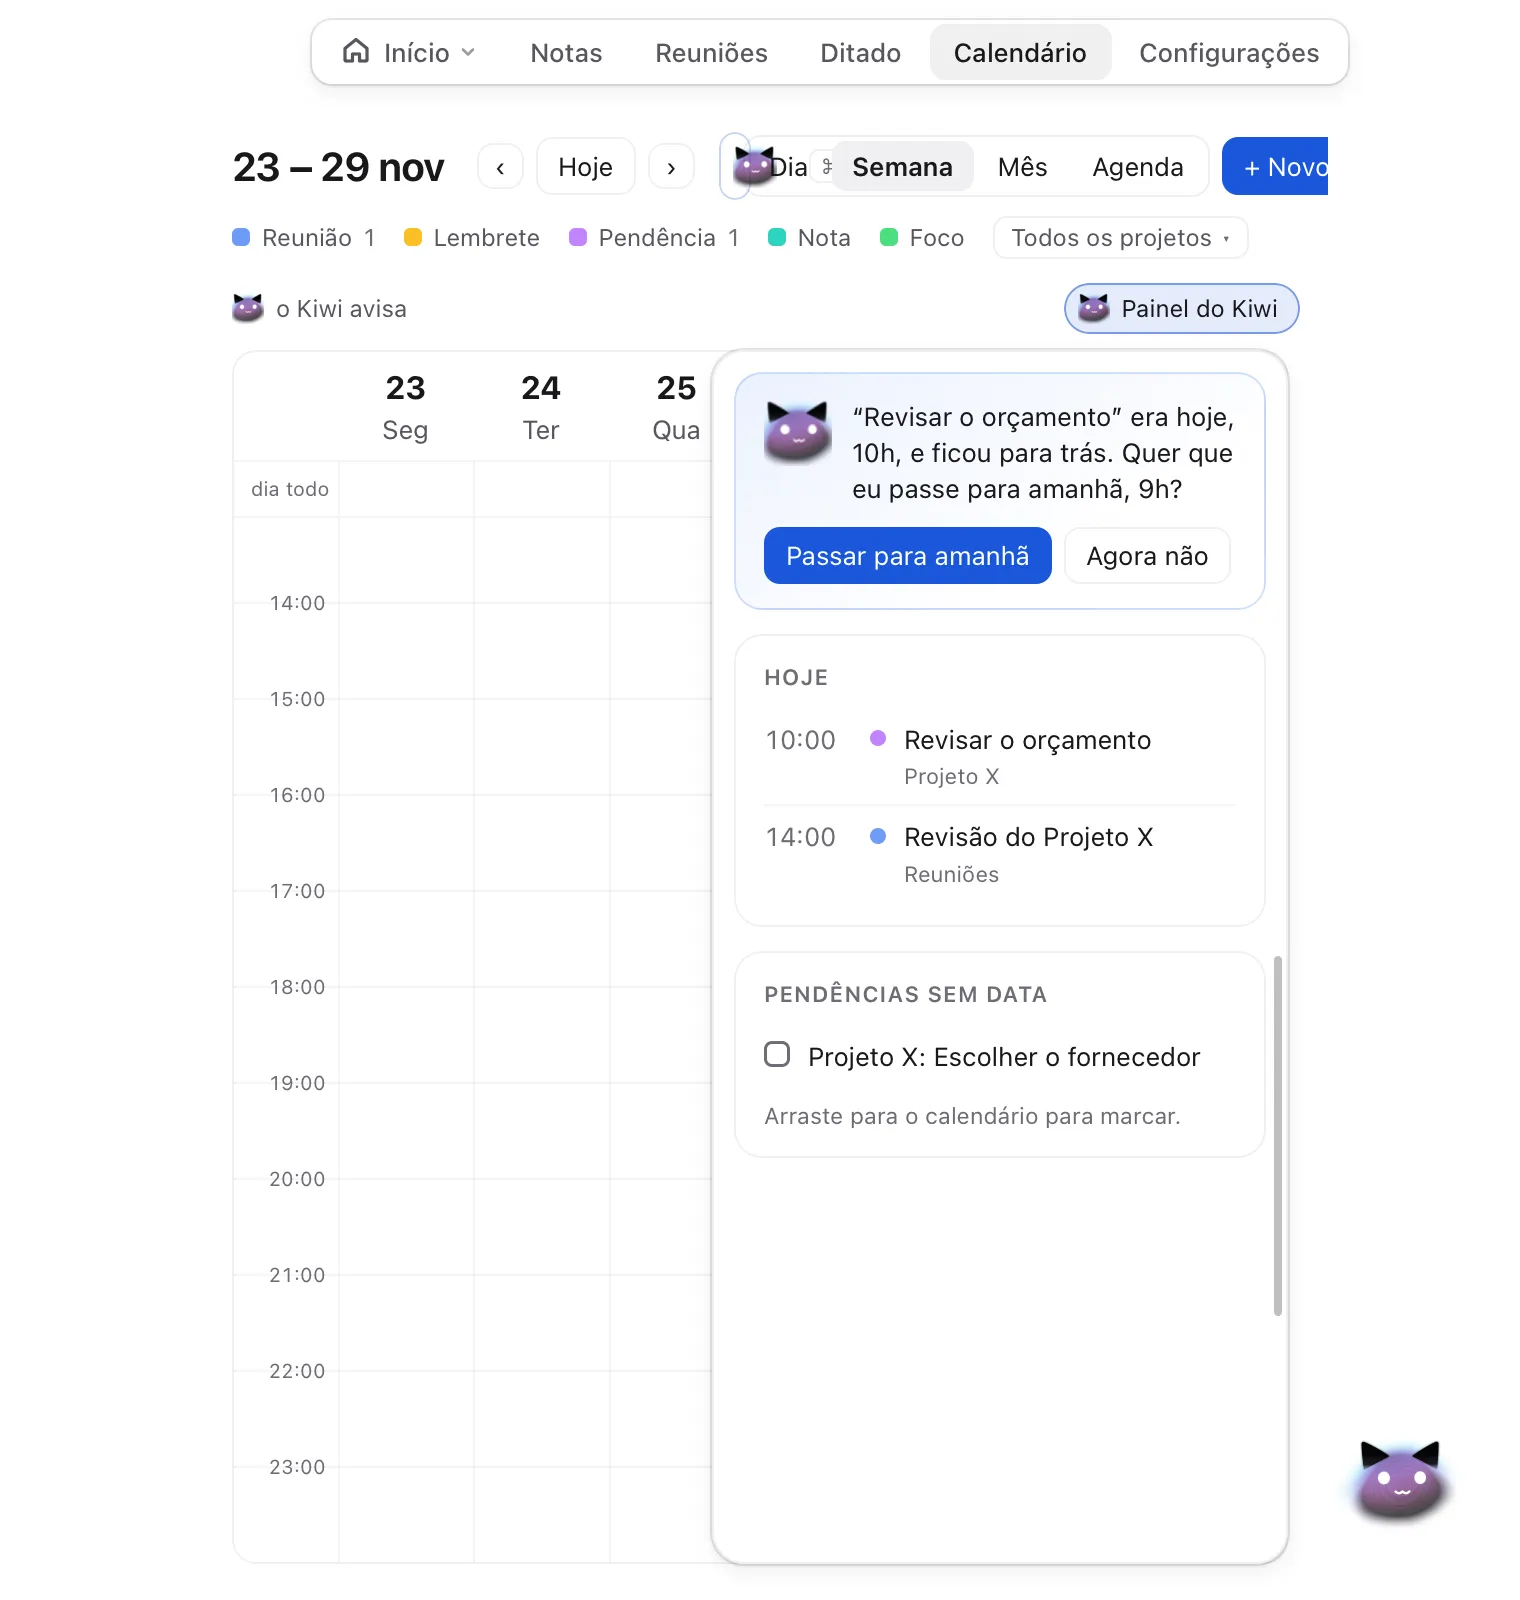 Início
Notas
Reuniões
Ditado
Calendário
Configurações
23 – 29 nov
‹
Hoje
›
Dia
⌘
Semana
Mês
Agenda
+ Novo
Reunião 1
Lembrete
Pendência 1
Nota
Foco
Todos os projetos
o Kiwi avisa
Painel do Kiwi
23
Seg
24
Ter
25
Qua
dia todo
14:00
15:00
16:00
17:00
18:00
19:00
20:00
21:00
22:00
23:00
“Revisar o orçamento” era hoje,
10h, e ficou para trás. Quer que
eu passe para amanhã, 9h?
Passar para amanhã
Agora não
HOJE
10:00 Revisar o orçamento
Projeto X
14:00 Revisão do Projeto X
Reuniões
PENDÊNCIAS SEM DATA
Projeto X: Escolher o fornecedor
Arraste para o calendário para marcar.